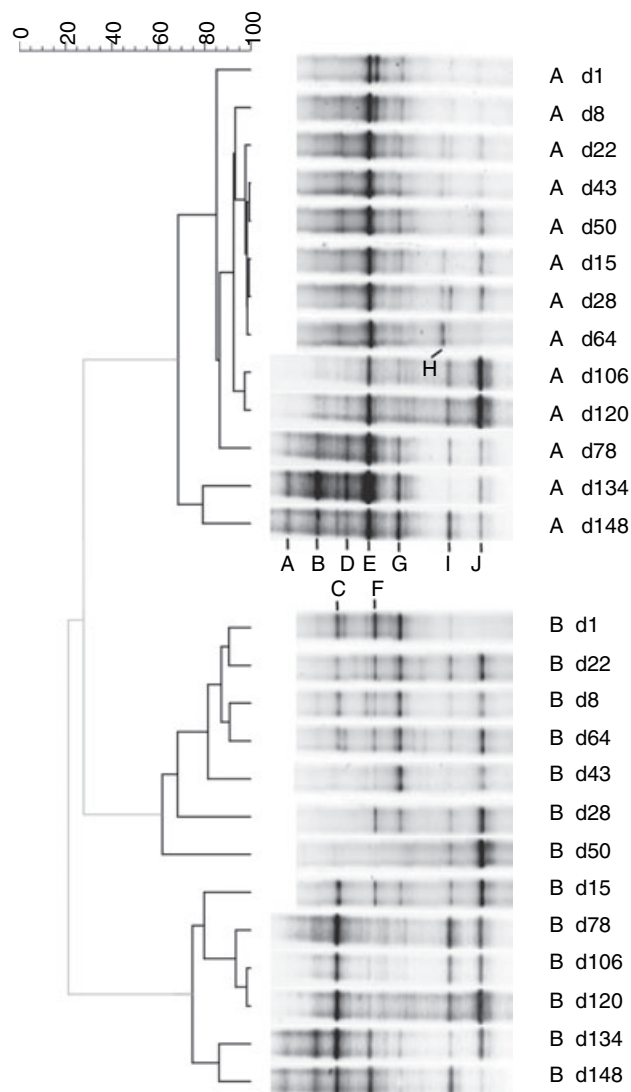 0 20 40 60 80 100
A d1
A d8
A d22
A d43
A d50
A d15
A d28
A d64
H
A d106
A d120
A d78
A d134
A d148
A B D E G I J
C F
B d1
B d22
B d8
B d64
B d43
B d28
B d50
B d15
B d78
B d106
B d120
B d134
B d148